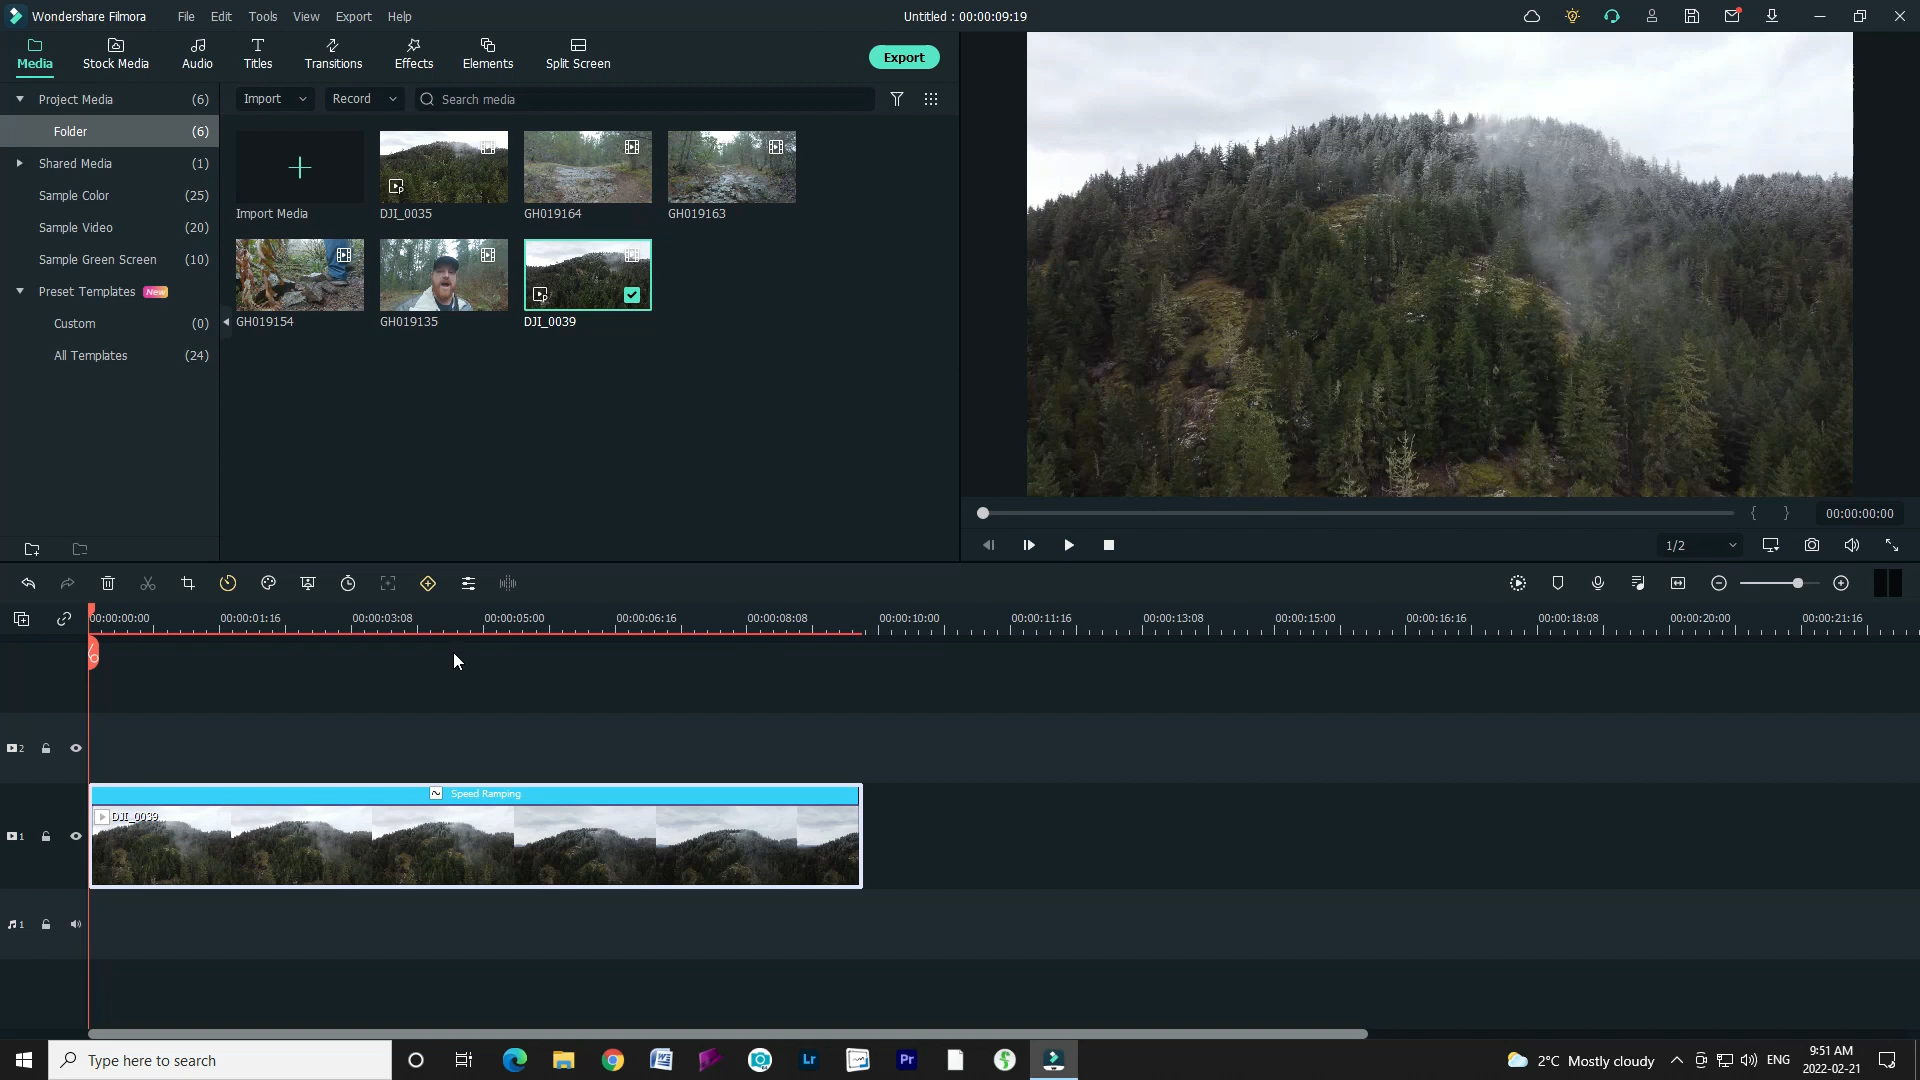 Wondershare Filmora File Edit Tools View Export Help Untitled : 00:00:09:19
Media Stock Media Audio Titles Transitions Effects Elements Split Screen Export
Project Media (6) Import Record Search media
Folder (6)
Shared Media (1)
Sample Color (25)
Sample Video (20)
Sample Green Screen (10)
Preset Templates New
Custom (0)
All Templates (24)
Import Media DJI_0035 GH019164 GH019163
GH019154 GH019135 DJI_0039
{ } 00:00:00:00
1/2
00:00:00:00 00:00:01:16 00:00:03:08 00:00:05:00 00:00:06:16 00:00:08:08 00:00:10:00 00:00:11:16 00:00:13:08 00:00:15:00 00:00:16:16 00:00:18:08 00:00:20:00 00:00:21:16
2
Speed Ramping
DJI_0039
1
1
Type here to search Lr Pr 2°C Mostly cloudy ENG 9:51 AM
2022-02-21